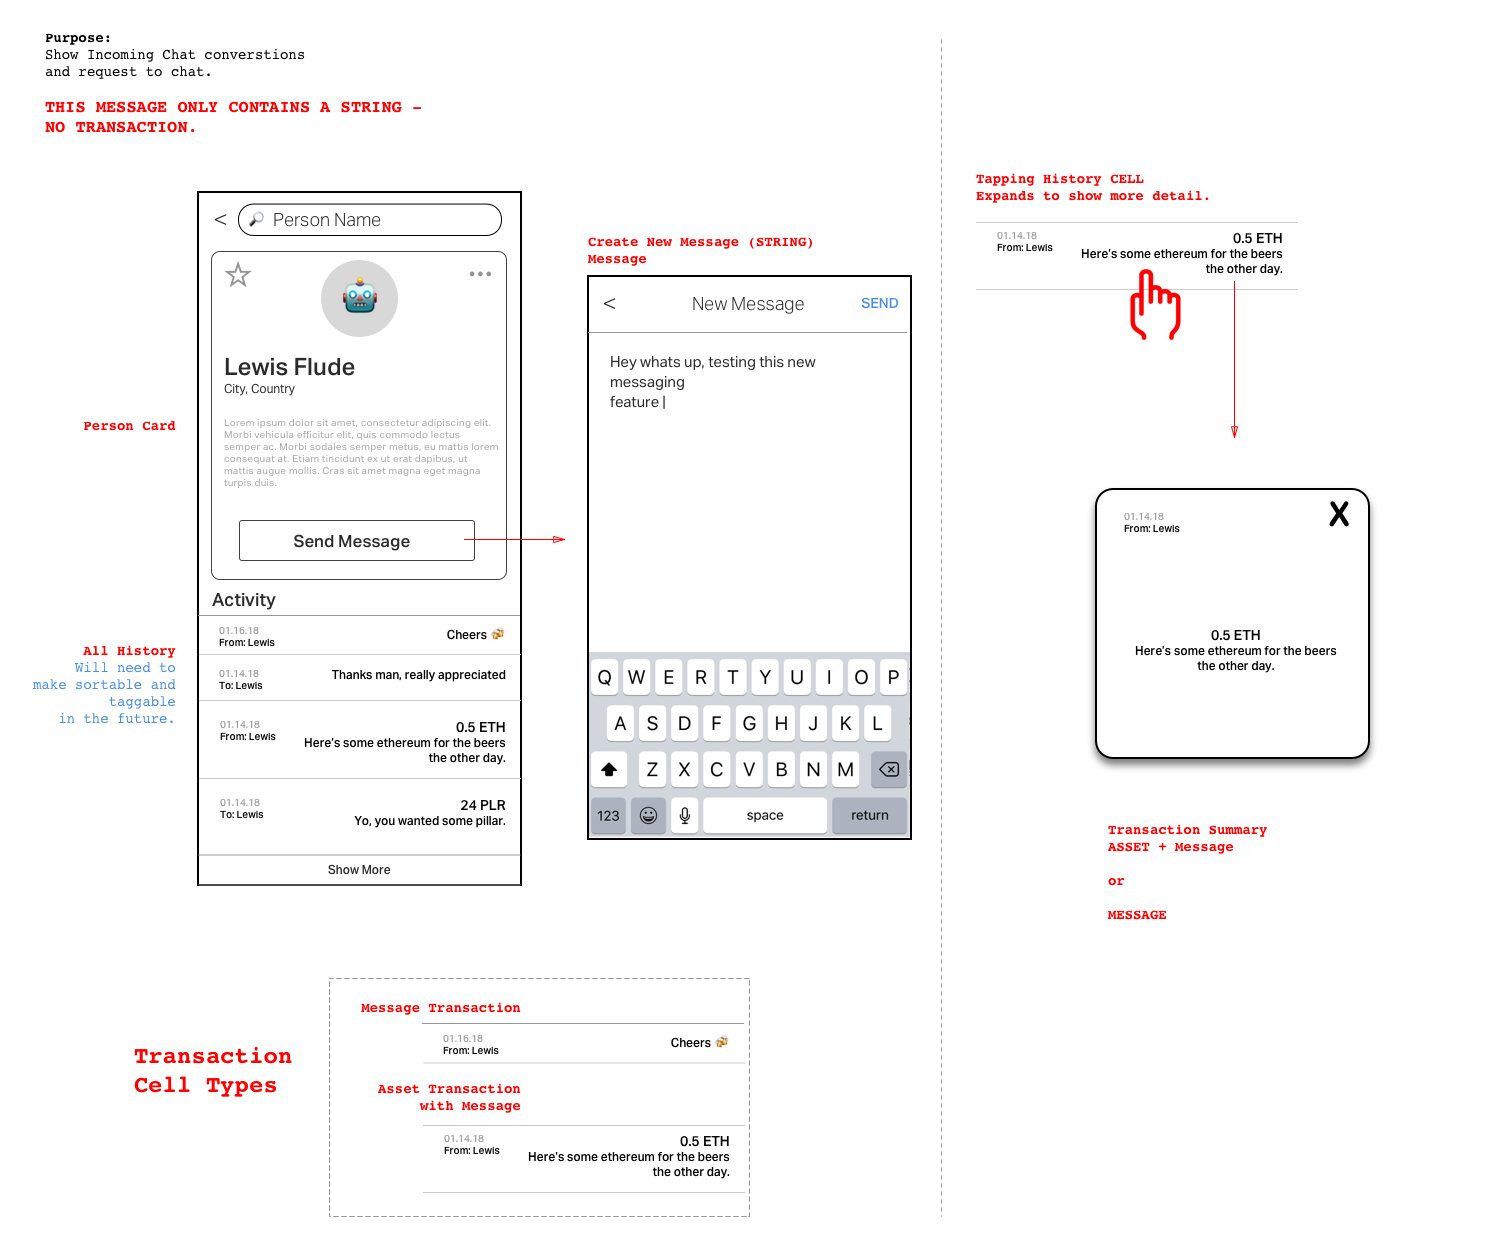 Purpose:
Show Incoming Chat converstions
and request to chat.
THIS MESSAGE ONLY CONTAINS A STRING –
NO TRANSACTION.
< Person Name
Lewis Flude
City, Country
Person Card
Lorem ipsum dolor sit amet, consectetur adipiscing elit.
Morbi vehicula efficitur elit, quis commodo lectus
semper ac. Morbi sodales semper metus, eu mattis lorem
consequat at. Etiam tincidunt ex ut erat dapibus, ut
mattis augue mollis. Cras sit amet magna eget magna
turpis duis.
Send Message
Activity
All History
Will need to
make sortable and
taggable
in the future.
01.16.18
From: Lewis
Cheers 🍻
01.14.18
To: Lewis
Thanks man, really appreciated
01.14.18
From: Lewis
0.5 ETH
Here's some ethereum for the beers
the other day.
01.14.18
To: Lewis
24 PLR
Yo, you wanted some pillar.
Show More
Create New Message (STRING)
Message
< New Message SEND
Hey whats up, testing this new
messaging
feature |
Q W E R T Y U I O P
A S D F G H J K L
Z X C V B N M
123 space return
Tapping History CELL
Expands to show more detail.
01.14.18
From: Lewis
0.5 ETH
Here's some ethereum for the beers
the other day.
01.14.18
From: Lewis
X
0.5 ETH
Here's some ethereum for the beers
the other day.
Transaction Summary
ASSET + Message
or
MESSAGE
Transaction
Cell Types
Message Transaction
01.16.18
From: Lewis
Cheers 🍻
Asset Transaction
with Message
01.14.18
From: Lewis
0.5 ETH
Here's some ethereum for the beers
the other day.